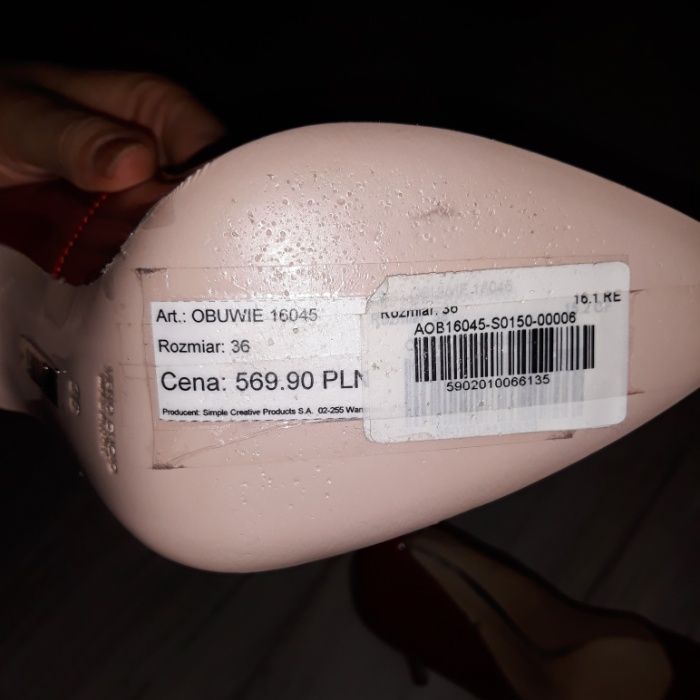 Art.: OBUWIE 16045
Rozmiar: 36
Cena: 569.90 PLN
Producent: Simple Creative Products S.A. 02-255 War
16.1 RE
Rozmiar: 36
AOB16045-S0150-00006
5902010066135